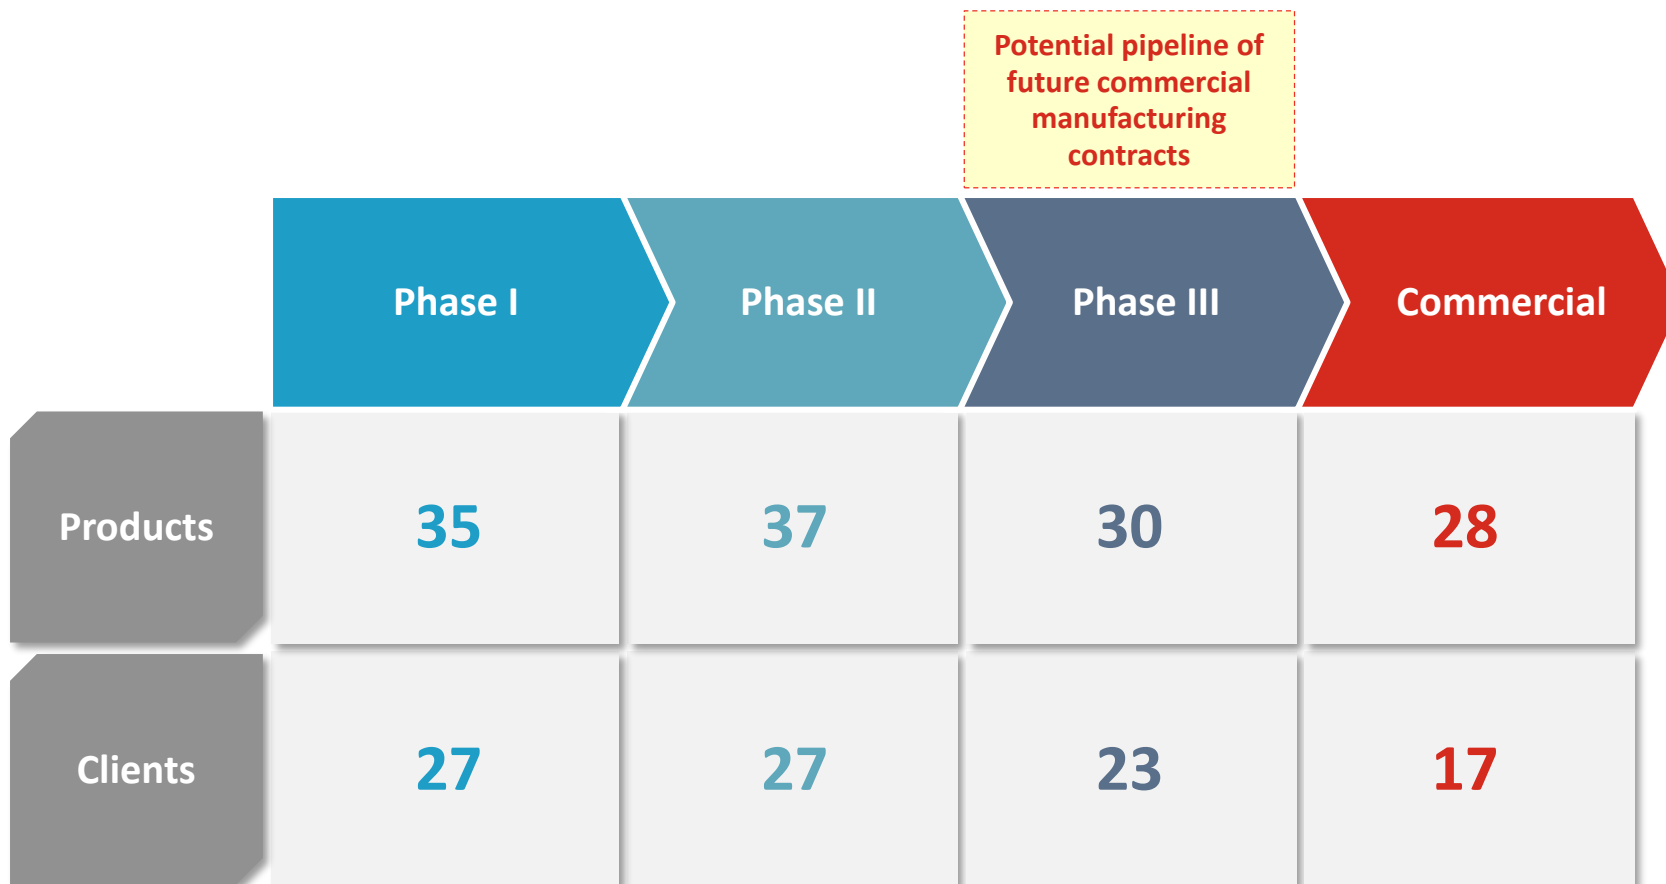 Potential pipeline of
future commercial
manufacturing
contracts
Phase I
Phase II
Phase III
Commercial
Products
35
37
30
28
Clients
27
27
23
17